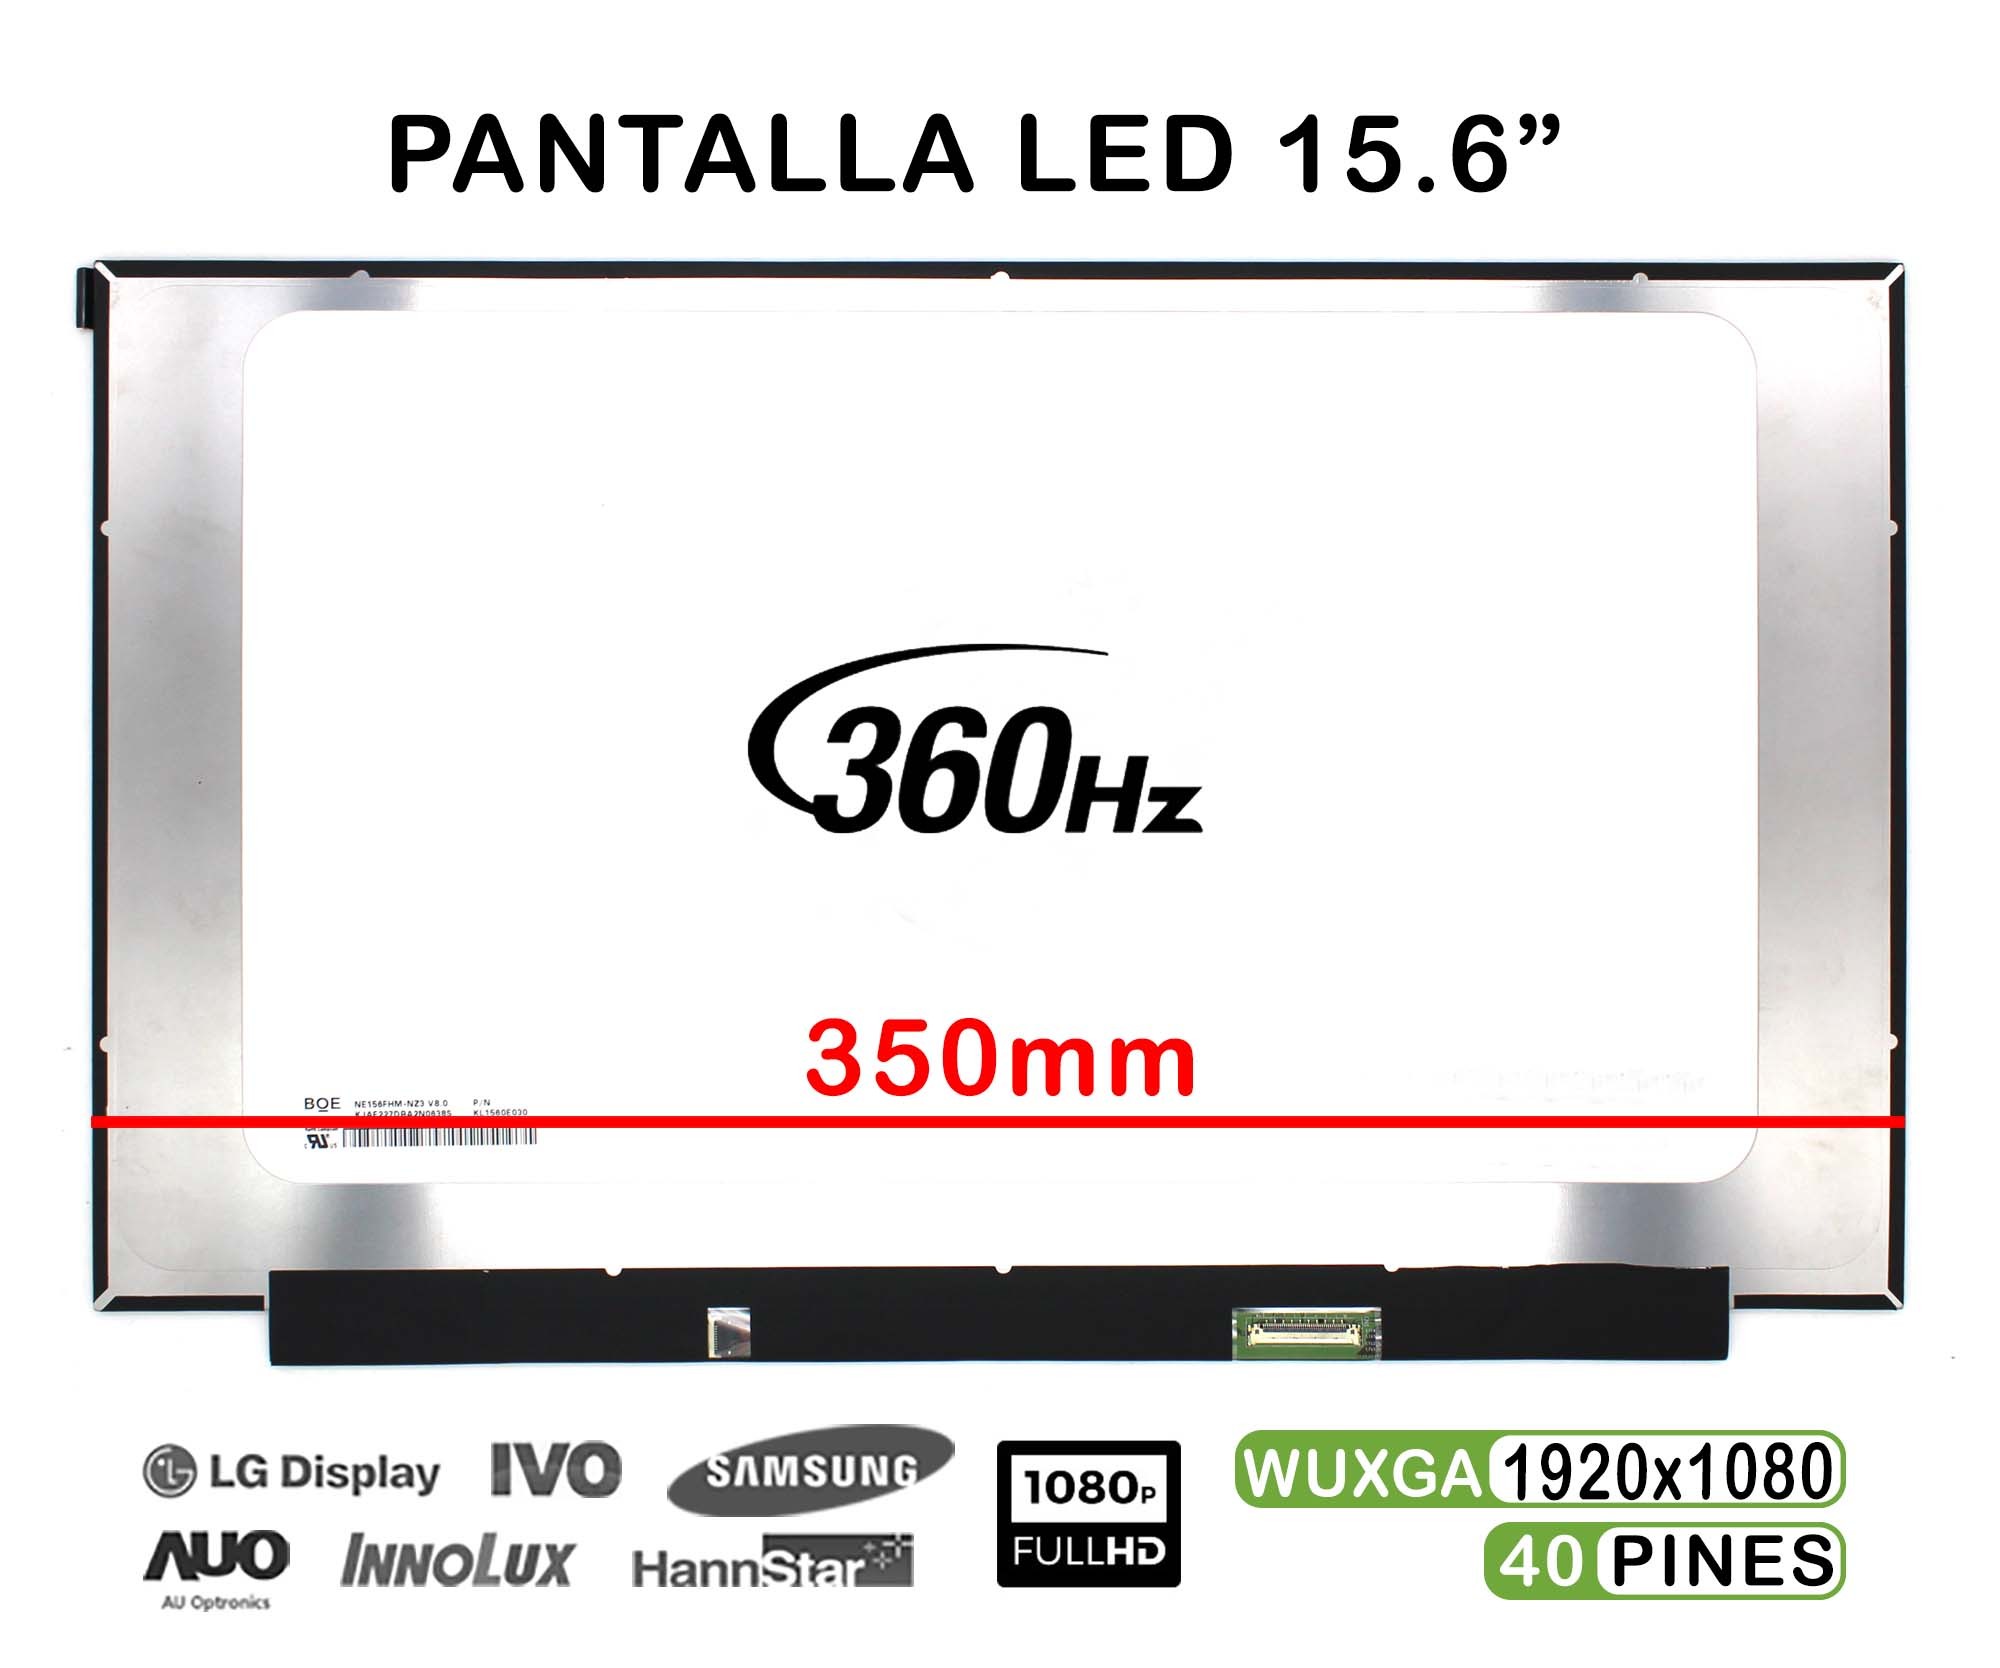 PANTALLA LED 15.6”
360Hz
350mm
BOE NE156FHM-NZ3 V8.0 P/N
KL1560E030
LG Display IVO SAMSUNG
AUO INNOLUX HannStar
AU Optronics
1080P
FULLHD
WUXGA 1920x1080
40 PINES